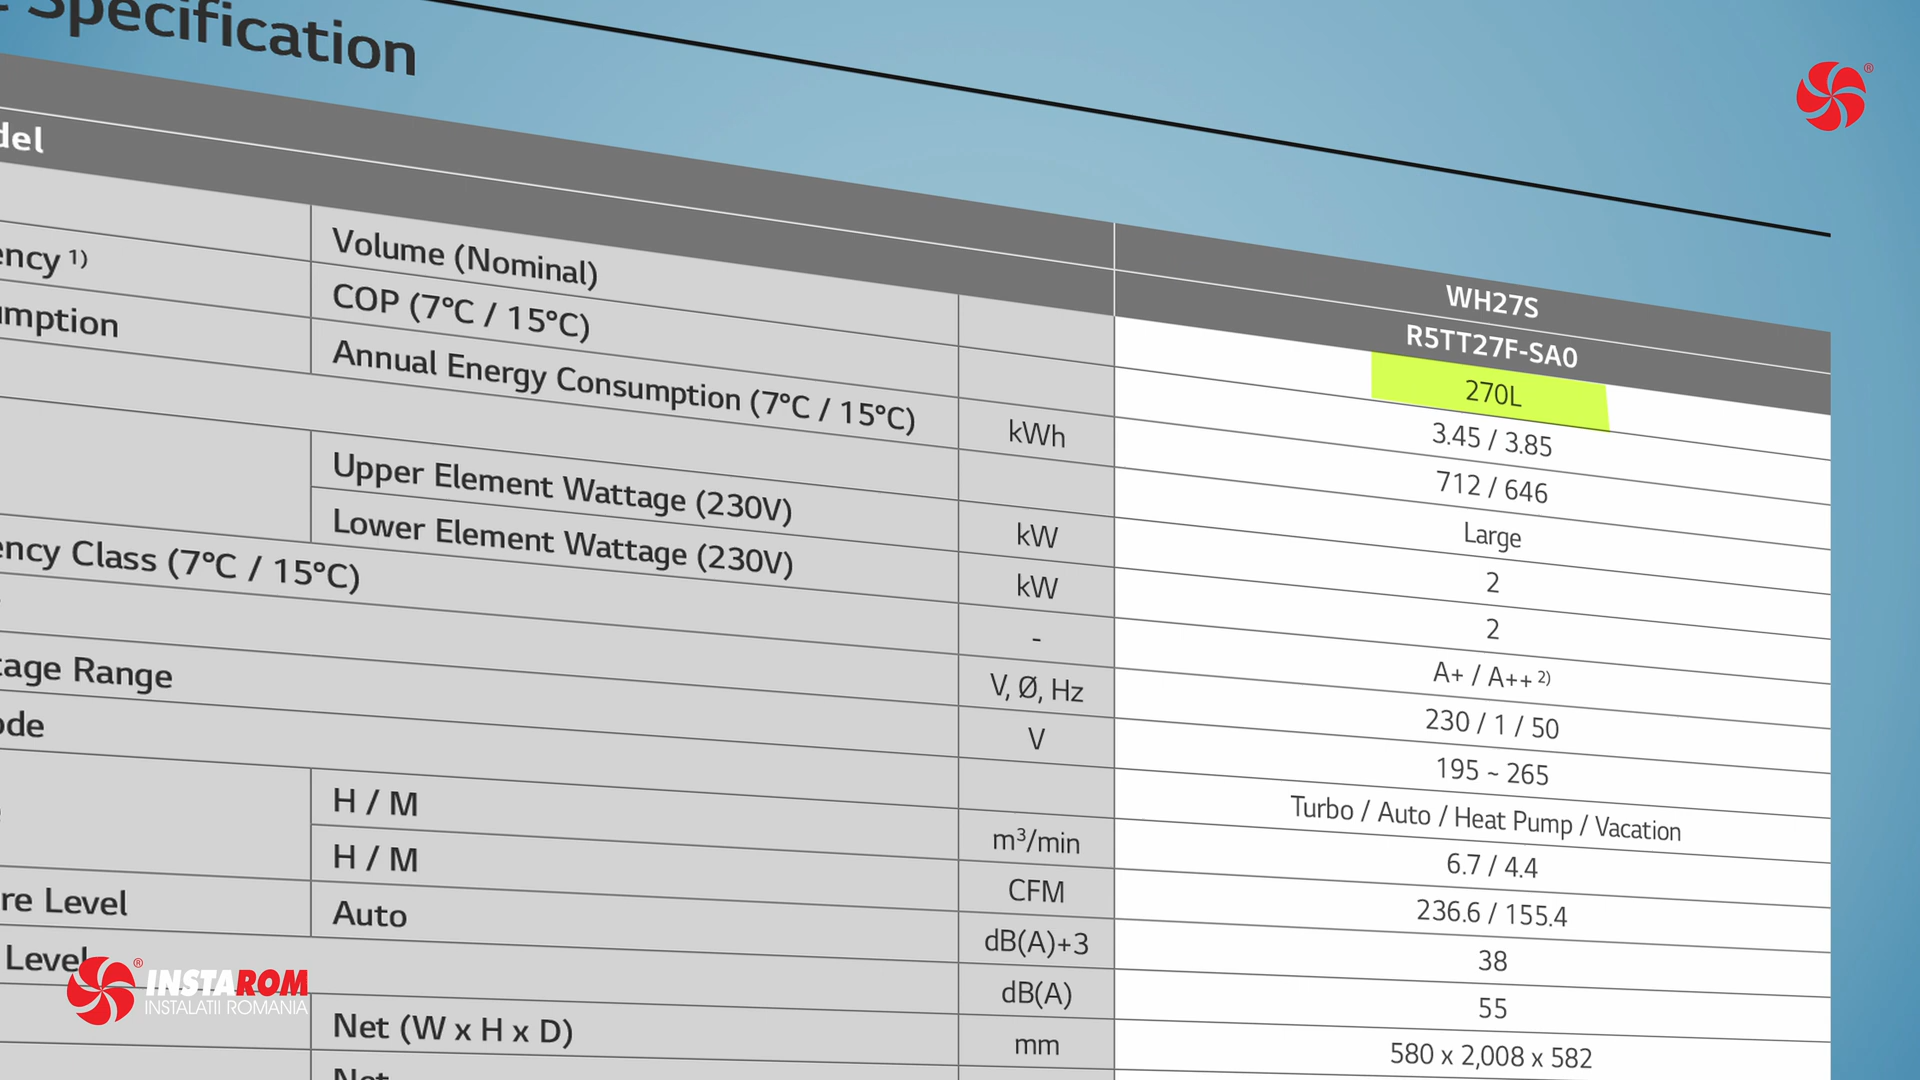 Specification
del
WH27S
R5TT27F-SA0
Volume (Nominal) 270L
ency 1) COP (7°C / 15°C) 3.45 / 3.85
mption Annual Energy Consumption (7°C / 15°C) kWh 712 / 646
Large
Upper Element Wattage (230V) kW 2
Lower Element Wattage (230V) kW 2
ency Class (7°C / 15°C) - A+ / A++ 2)
V, Ø, Hz 230 / 1 / 50
tage Range V 195 ~ 265
ode Turbo / Auto / Heat Pump / Vacation
H / M m³/min 6.7 / 4.4
H / M CFM 236.6 / 155.4
re Level Auto dB(A)+3 38
Level dB(A) 55
Net (W x H x D) mm 580 x 2,008 x 582
Net
®
® INSTAROM
INSTALATII ROMANIA